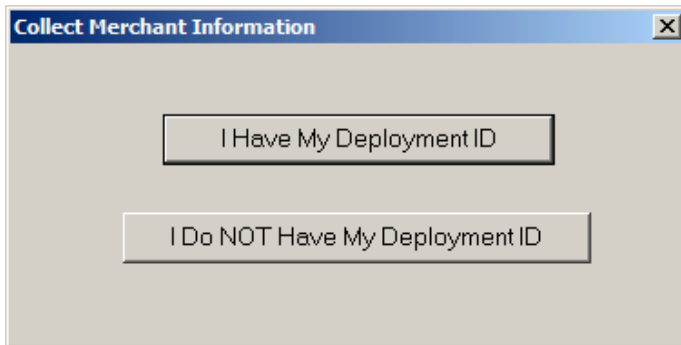 Collect Merchant Information
I Have My Deployment ID
I Do NOT Have My Deployment ID